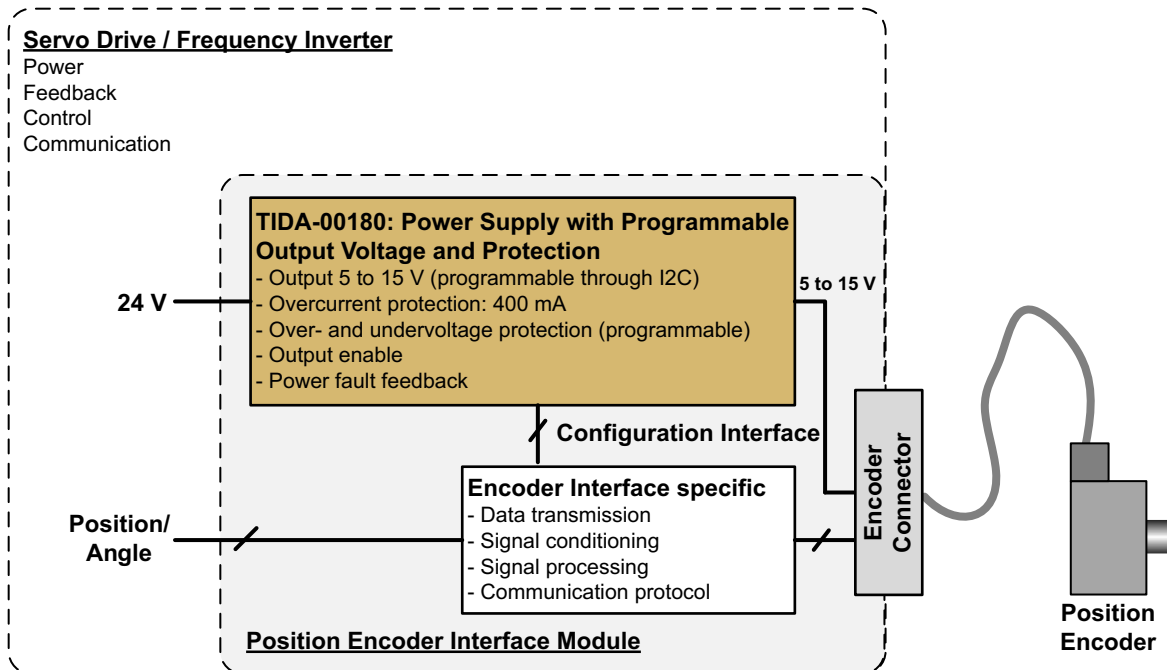 Servo Drive / Frequency Inverter
Power
Feedback
Control
Communication
TIDA-00180: Power Supply with Programmable
Output Voltage and Protection
- Output 5 to 15 V (programmable through I2C)
- Overcurrent protection: 400 mA
- Over- and undervoltage protection (programmable)
- Output enable
- Power fault feedback
24 V
5 to 15 V
Configuration Interface
Encoder Interface specific
- Data transmission
- Signal conditioning
- Signal processing
- Communication protocol
Position/
Angle
Encoder
Connector
Position Encoder Interface Module
Position
Encoder